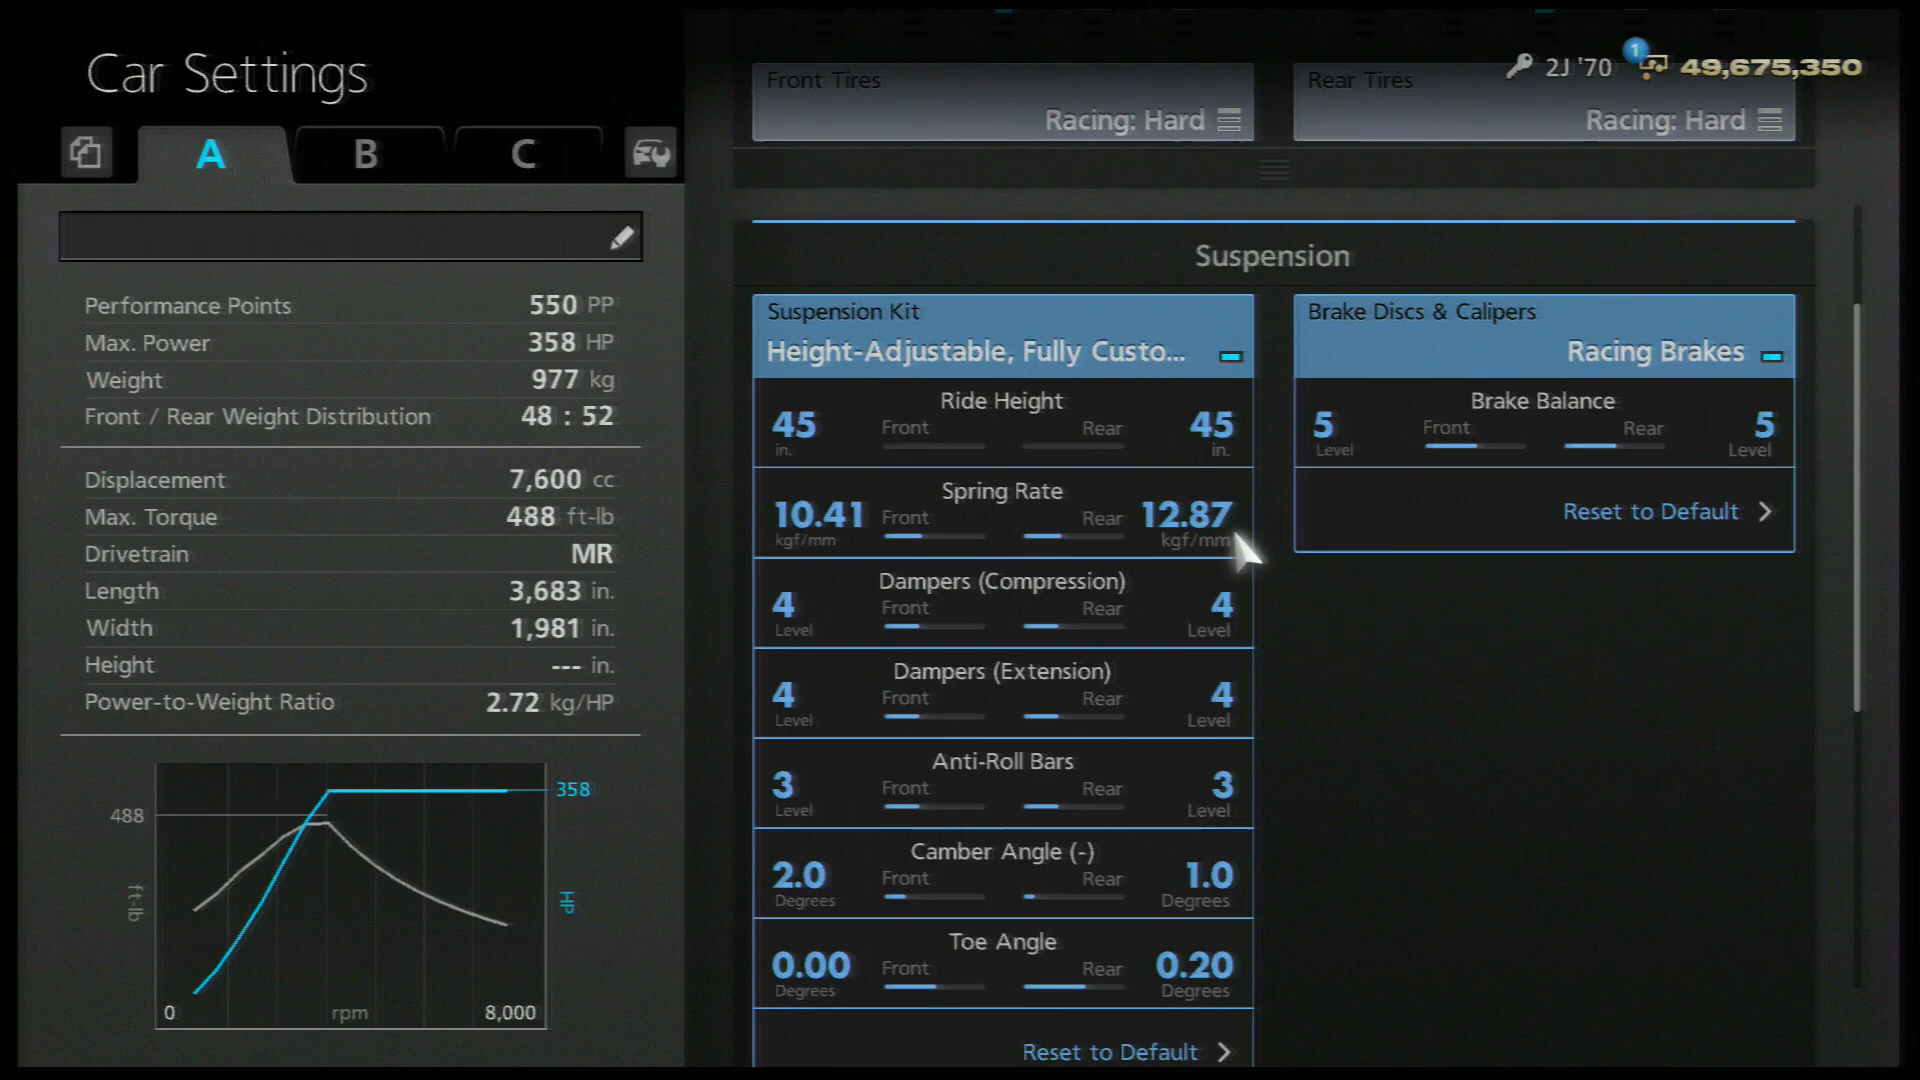 Car Settings
2J '70
1
49,675,350
A
B
C
Front Tires
Racing: Hard
Rear Tires
Racing: Hard
Performance Points 550 PP
Max. Power 358 HP
Weight 977 kg
Front / Rear Weight Distribution 48 : 52
Displacement 7,600 cc
Max. Torque 488 ft-lb
Drivetrain MR
Length 3,683 in.
Width 1,981 in.
Height --- in.
Power-to-Weight Ratio 2.72 kg/HP
358
488
ft-lb
HP
0 rpm 8,000
Suspension
Suspension Kit
Height-Adjustable, Fully Custo...
Ride Height
45 Front Rear 45
in. in.
Spring Rate
10.41 Front Rear 12.87
kgf/mm kgf/mm
Dampers (Compression)
4 Front Rear 4
Level Level
Dampers (Extension)
4 Front Rear 4
Level Level
Anti-Roll Bars
3 Front Rear 3
Level Level
Camber Angle (-)
2.0 Front Rear 1.0
Degrees Degrees
Toe Angle
0.00 Front Rear 0.20
Degrees Degrees
Reset to Default
Brake Discs & Calipers
Racing Brakes
Brake Balance
5 Front Rear 5
Level Level
Reset to Default